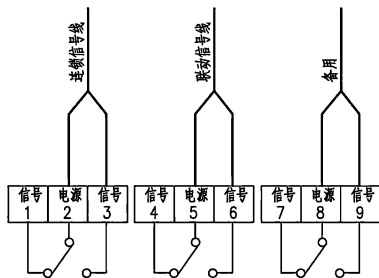 连锁信号线
联动信号线
备用
信号 电源 信号 信号 电源 信号 信号 电源 信号
1 2 3 4 5 6 7 8 9